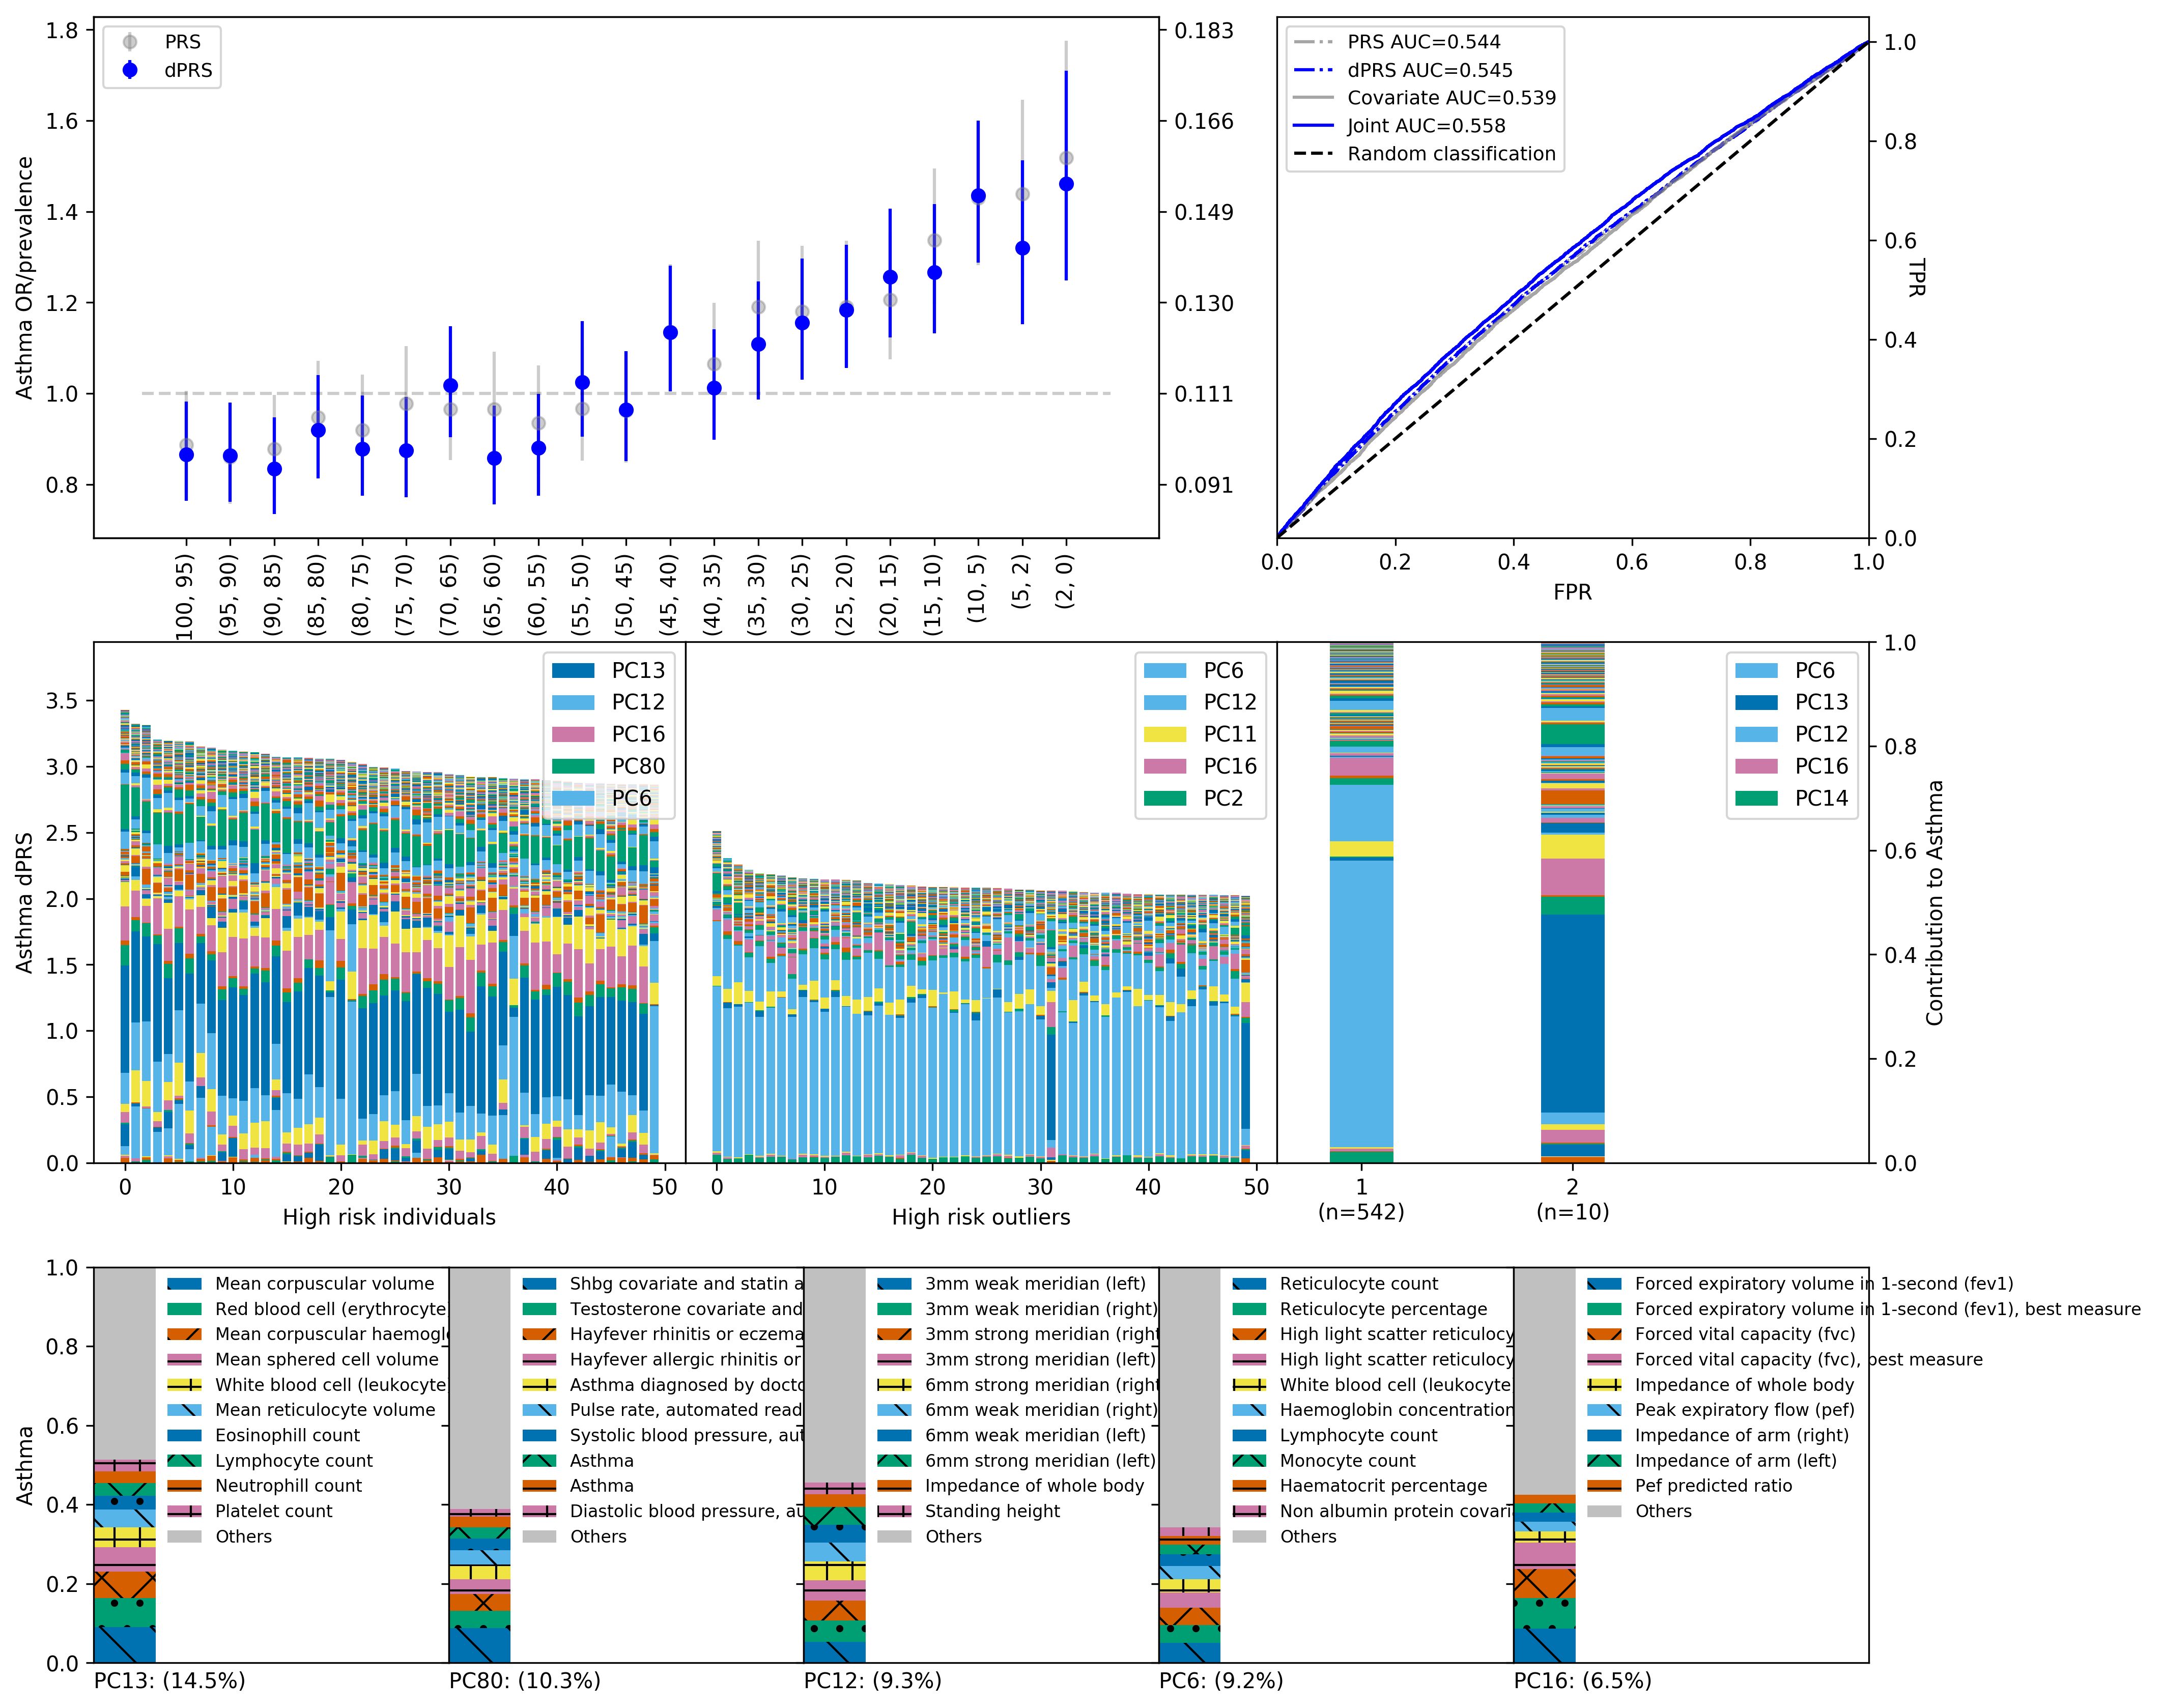 PRS
dPRS
Asthma OR/prevalence
1.8
1.6
1.4
1.2
1.0
0.8
0.183
0.166
0.149
0.130
0.111
0.091
100, 95)
(95, 90)
(90, 85)
(85, 80)
(80, 75)
(75, 70)
(70, 65)
(65, 60)
(60, 55)
(55, 50)
(50, 45)
(45, 40)
(40, 35)
(35, 30)
(30, 25)
(25, 20)
(20, 15)
(15, 10)
(10, 5)
(5, 2)
(2, 0)
PRS AUC=0.544
dPRS AUC=0.545
Covariate AUC=0.539
Joint AUC=0.558
Random classification
1.0
0.8
0.6
0.4
0.2
0.0
TPR
0.0
0.2
0.4
0.6
0.8
1.0
FPR
Asthma dPRS
3.5
3.0
2.5
2.0
1.5
1.0
0.5
0.0
PC13
PC12
PC16
PC80
PC6
0
10
20
30
40
50
High risk individuals
PC6
PC12
PC11
PC16
PC2
0
10
20
30
40
50
High risk outliers
PC6
PC13
PC12
PC16
PC14
1
(n=542)
2
(n=10)
1.0
0.8
0.6
0.4
0.2
0.0
Contribution to Asthma
Asthma
1.0
0.8
0.6
0.4
0.2
0.0
Mean corpuscular volume
Red blood cell (erythrocyte
Mean corpuscular haemogl
Mean sphered cell volume
White blood cell (leukocyte
Mean reticulocyte volume
Eosinophill count
Lymphocyte count
Neutrophill count
Platelet count
Others
PC13: (14.5%)
Shbg covariate and statin a
Testosterone covariate and
Hayfever rhinitis or eczema
Hayfever allergic rhinitis or
Asthma diagnosed by docto
Pulse rate, automated read
Systolic blood pressure, aut
Asthma
Asthma
Diastolic blood pressure, au
Others
PC80: (10.3%)
3mm weak meridian (left)
3mm weak meridian (right)
3mm strong meridian (right
3mm strong meridian (left)
6mm strong meridian (right
6mm weak meridian (right)
6mm weak meridian (left)
6mm strong meridian (left)
Impedance of whole body
Standing height
Others
PC12: (9.3%)
Reticulocyte count
Reticulocyte percentage
High light scatter reticulocy
High light scatter reticulocy
White blood cell (leukocyte
Haemoglobin concentration
Lymphocyte count
Monocyte count
Haematocrit percentage
Non albumin protein covari
Others
PC6: (9.2%)
Forced expiratory volume in 1-second (fev1)
Forced expiratory volume in 1-second (fev1), best measure
Forced vital capacity (fvc)
Forced vital capacity (fvc), best measure
Impedance of whole body
Peak expiratory flow (pef)
Impedance of arm (right)
Impedance of arm (left)
Pef predicted ratio
Others
PC16: (6.5%)